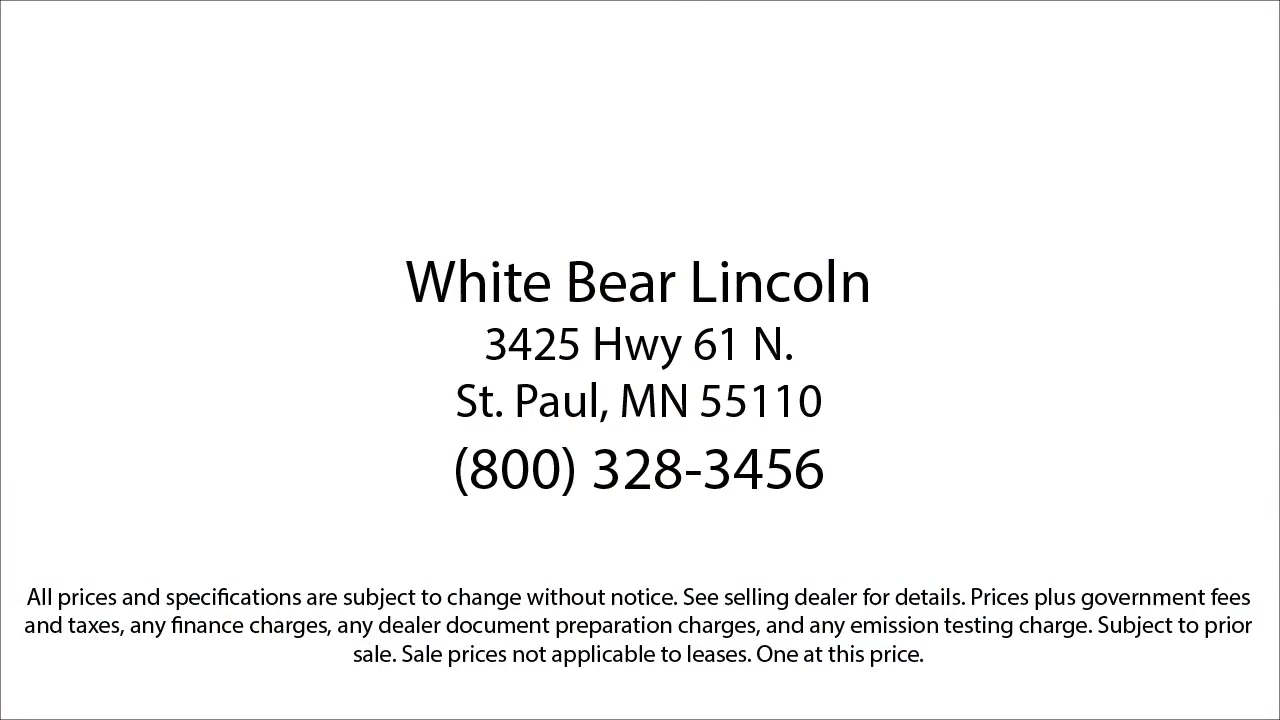 White Bear Lincoln
3425 Hwy 61 N.
St. Paul, MN 55110
(800) 328-3456
All prices and specifications are subject to change without notice. See selling dealer for details. Prices plus government fees
and taxes, any finance charges, any dealer document preparation charges, and any emission testing charge. Subject to prior
sale. Sale prices not applicable to leases. One at this price.